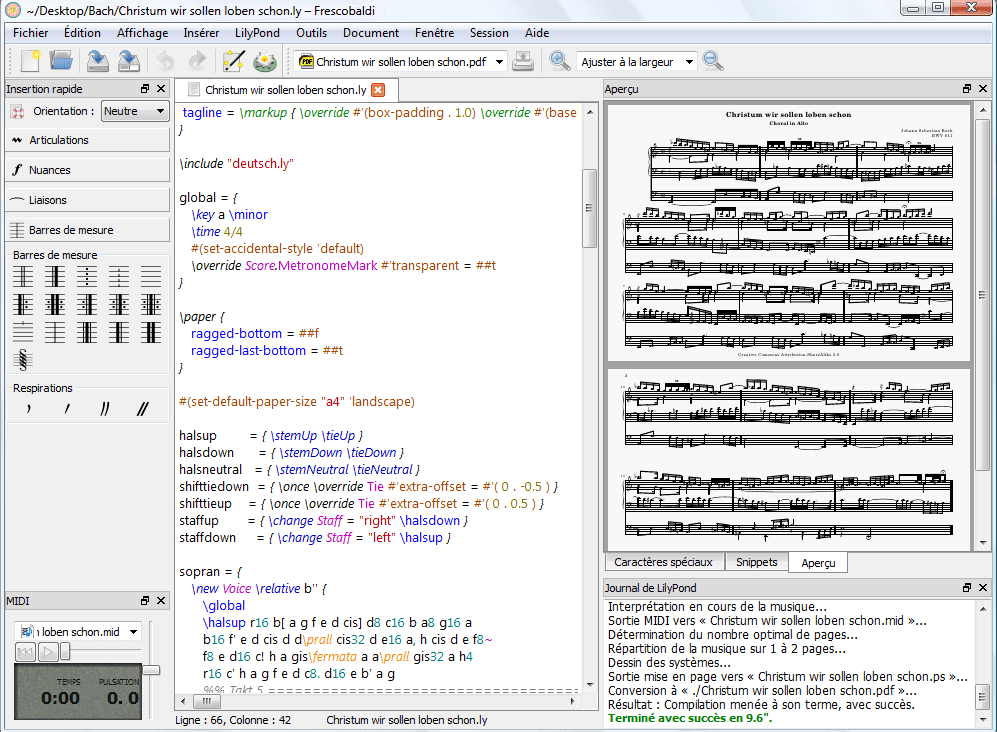 ~/Desktop/Bach/Christum wir sollen loben schon.ly – Frescobaldi
Fichier Édition Affichage Insérer LilyPond Outils Document Fenêtre Session Aide
Christum wir sollen loben schon.pdf
Ajuster à la largeur
Insertion rapide
Orientation :
Neutre
Articulations
Nuances
Liaisons
Barres de mesure
Barres de mesure
Respirations
MIDI
loben schon.mid
TEMPS PULSATION
0:00 0. 0
Christum wir sollen loben schon.ly
tagline = \markup { \override #'(box-padding . 1.0) \override #'(base
}
\include "deutsch.ly"
global = {
\key a \minor
\time 4/4
#(set-accidental-style 'default)
\override Score.MetronomeMark #'transparent = ##t
}
\paper {
ragged-bottom = ##f
ragged-last-bottom = ##t
}
#(set-default-paper-size "a4" 'landscape)
halsup = { \stemUp \tieUp }
halsdown = { \stemDown \tieDown }
halsneutral = { \stemNeutral \tieNeutral }
shifttiedown = { \once \override Tie #'extra-offset = #'( 0 . -0.5 ) }
shifttieup = { \once \override Tie #'extra-offset = #'( 0 . 0.5 ) }
staffup = { \change Staff = "right" \halsdown }
staffdown = { \change Staff = "left" \halsup }
sopran = {
\new Voice \relative b'' {
\global
\halsup r16 b[ a g f e d cis] d8 c16 b a8 g16 a
b16 f' e d cis d d\prall cis32 d e16 a, h cis d e f8~
f8 e d16 c! h a gis\fermata a a\prall gis32 a h4
r16 c' h a g f e d c8. d16 e b' a g
%% Takt 5 ================================
Ligne : 66, Colonne : 42 Christum wir sollen loben schon.ly
Aperçu
Christum wir sollen loben schon
Choral in Alto
Johann Sebastian Bach
BWV 611
Creative Commons Attribution-ShareAlike 3.0
2
Caractères spéciaux Snippets Aperçu
Journal de LilyPond
Interprétation en cours de la musique...
Sortie MIDI vers « Christum wir sollen loben schon.mid »...
Détermination du nombre optimal de pages...
Répartition de la musique sur 1 à 2 pages...
Dessin des systèmes...
Sortie mise en page vers « Christum wir sollen loben schon.ps »...
Conversion à « ./Christum wir sollen loben schon.pdf »...
Résultat : Compilation menée à son terme, avec succès.
Terminé avec succès en 9.6".